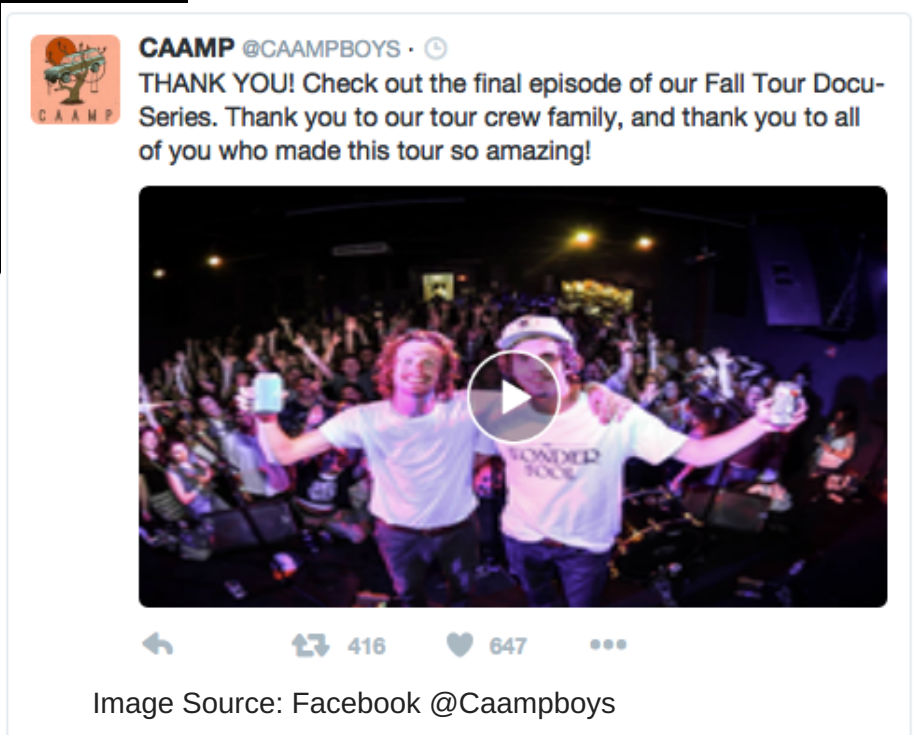 CAAMP @CAAMPBOYS ·
THANK YOU! Check out the final episode of our Fall Tour Docu-
Series. Thank you to our tour crew family, and thank you to all
of you who made this tour so amazing!
CAAMP
WONDER
TOUR
416 647
Image Source: Facebook @Caampboys